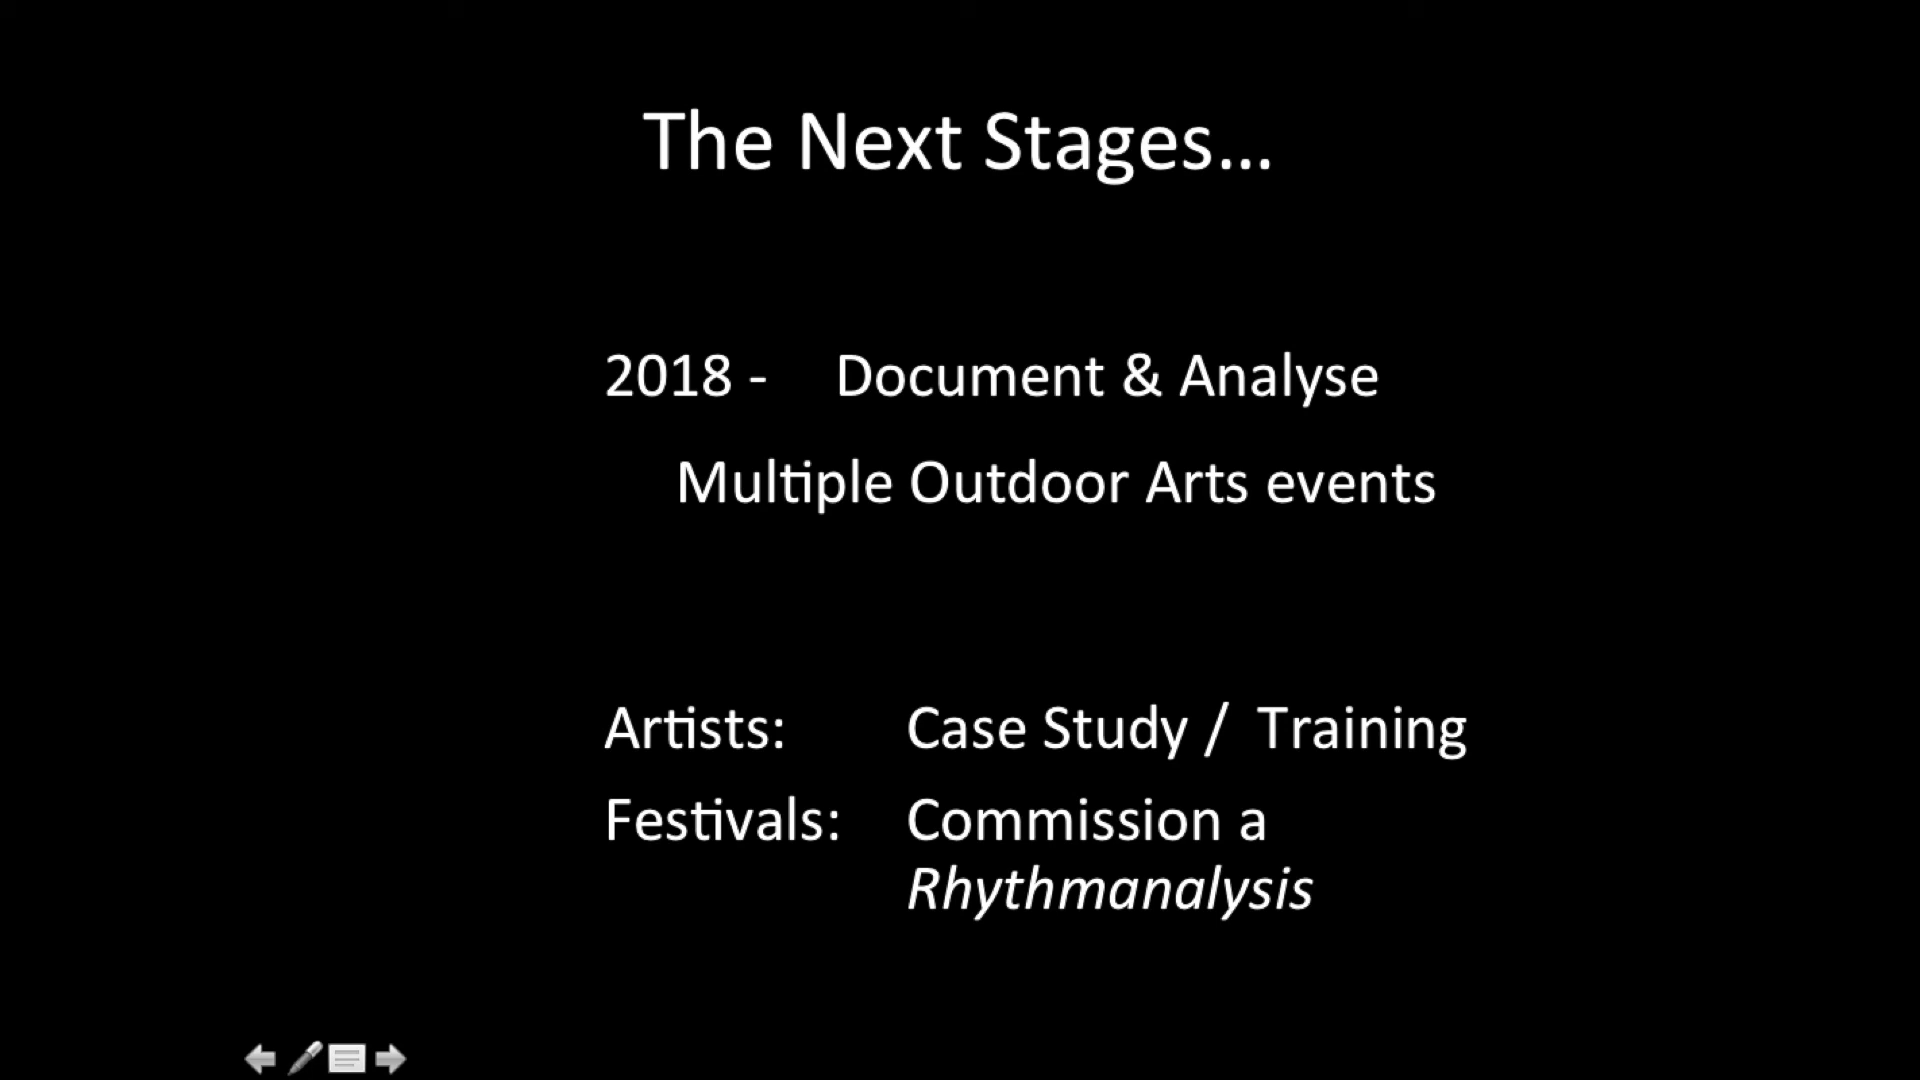 The Next Stages...
2018 - Document & Analyse
Multiple Outdoor Arts events
Artists: Case Study / Training
Festivals: Commission a
Rhythmanalysis